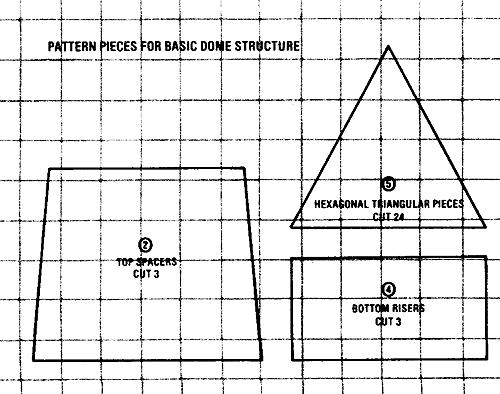 PATTERN PIECES FOR BASIC DOME STRUCTURE
5
HEXAGONAL TRIANGULAR PIECES
CUT 24
2
TOP SPACERS
CUT 3
4
BOTTOM RISERS
CUT 3